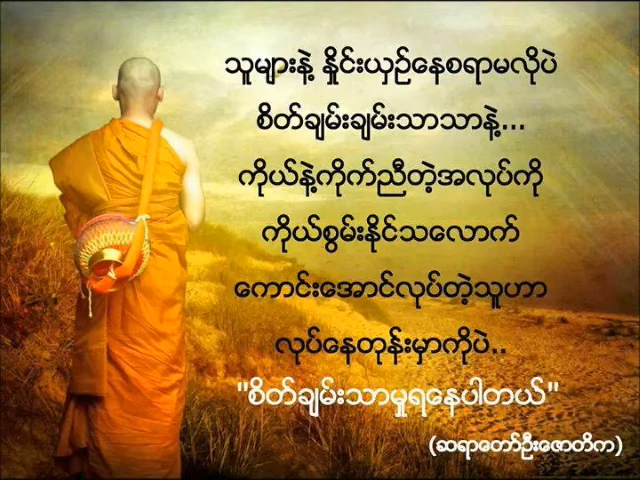 သူများနဲ့ နှိုင်းယှဉ်နေစရာမလိုပဲ
စိတ်ချမ်းချမ်းသာသာနဲ့...
ကိုယ်နဲ့ကိုက်ညီတဲ့အလုပ်ကို
ကိုယ်စွမ်းနိုင်သလောက်
ကောင်းအောင်လုပ်တဲ့သူဟာ
လုပ်နေတုန်းမှာကိုပဲ..
"စိတ်ချမ်းသာမှုရနေပါတယ်"
(ဆရာတော်ဦးဇောတိက)